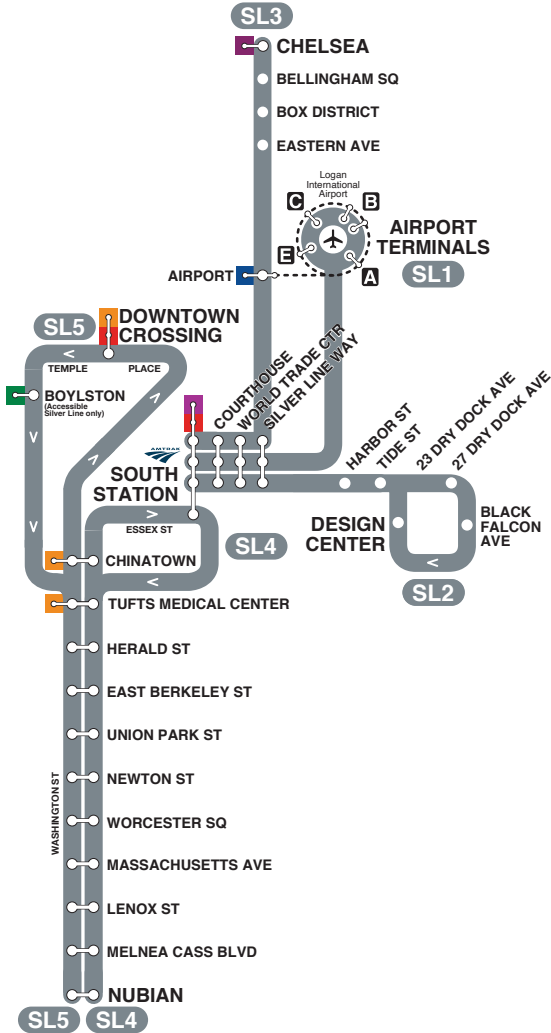 SL3
CHELSEA
BELLINGHAM SQ
BOX DISTRICT
EASTERN AVE
Logan
International
Airport
C
B
E
A
AIRPORT
TERMINALS
SL1
AIRPORT
SL5
DOWNTOWN
CROSSING
TEMPLE
PLACE
BOYLSTON
(Accessible
Silver Line only)
COURTHOUSE
WORLD TRADE CTR
SILVER LINE WAY
AMTRAK
SOUTH
STATION
HARBOR ST
TIDE ST
23 DRY DOCK AVE
27 DRY DOCK AVE
DESIGN
CENTER
BLACK
FALCON
AVE
SL2
ESSEX ST
SL4
CHINATOWN
TUFTS MEDICAL CENTER
HERALD ST
EAST BERKELEY ST
UNION PARK ST
NEWTON ST
WASHINGTON ST
WORCESTER SQ
MASSACHUSETTS AVE
LENOX ST
MELNEA CASS BLVD
NUBIAN
SL5
SL4